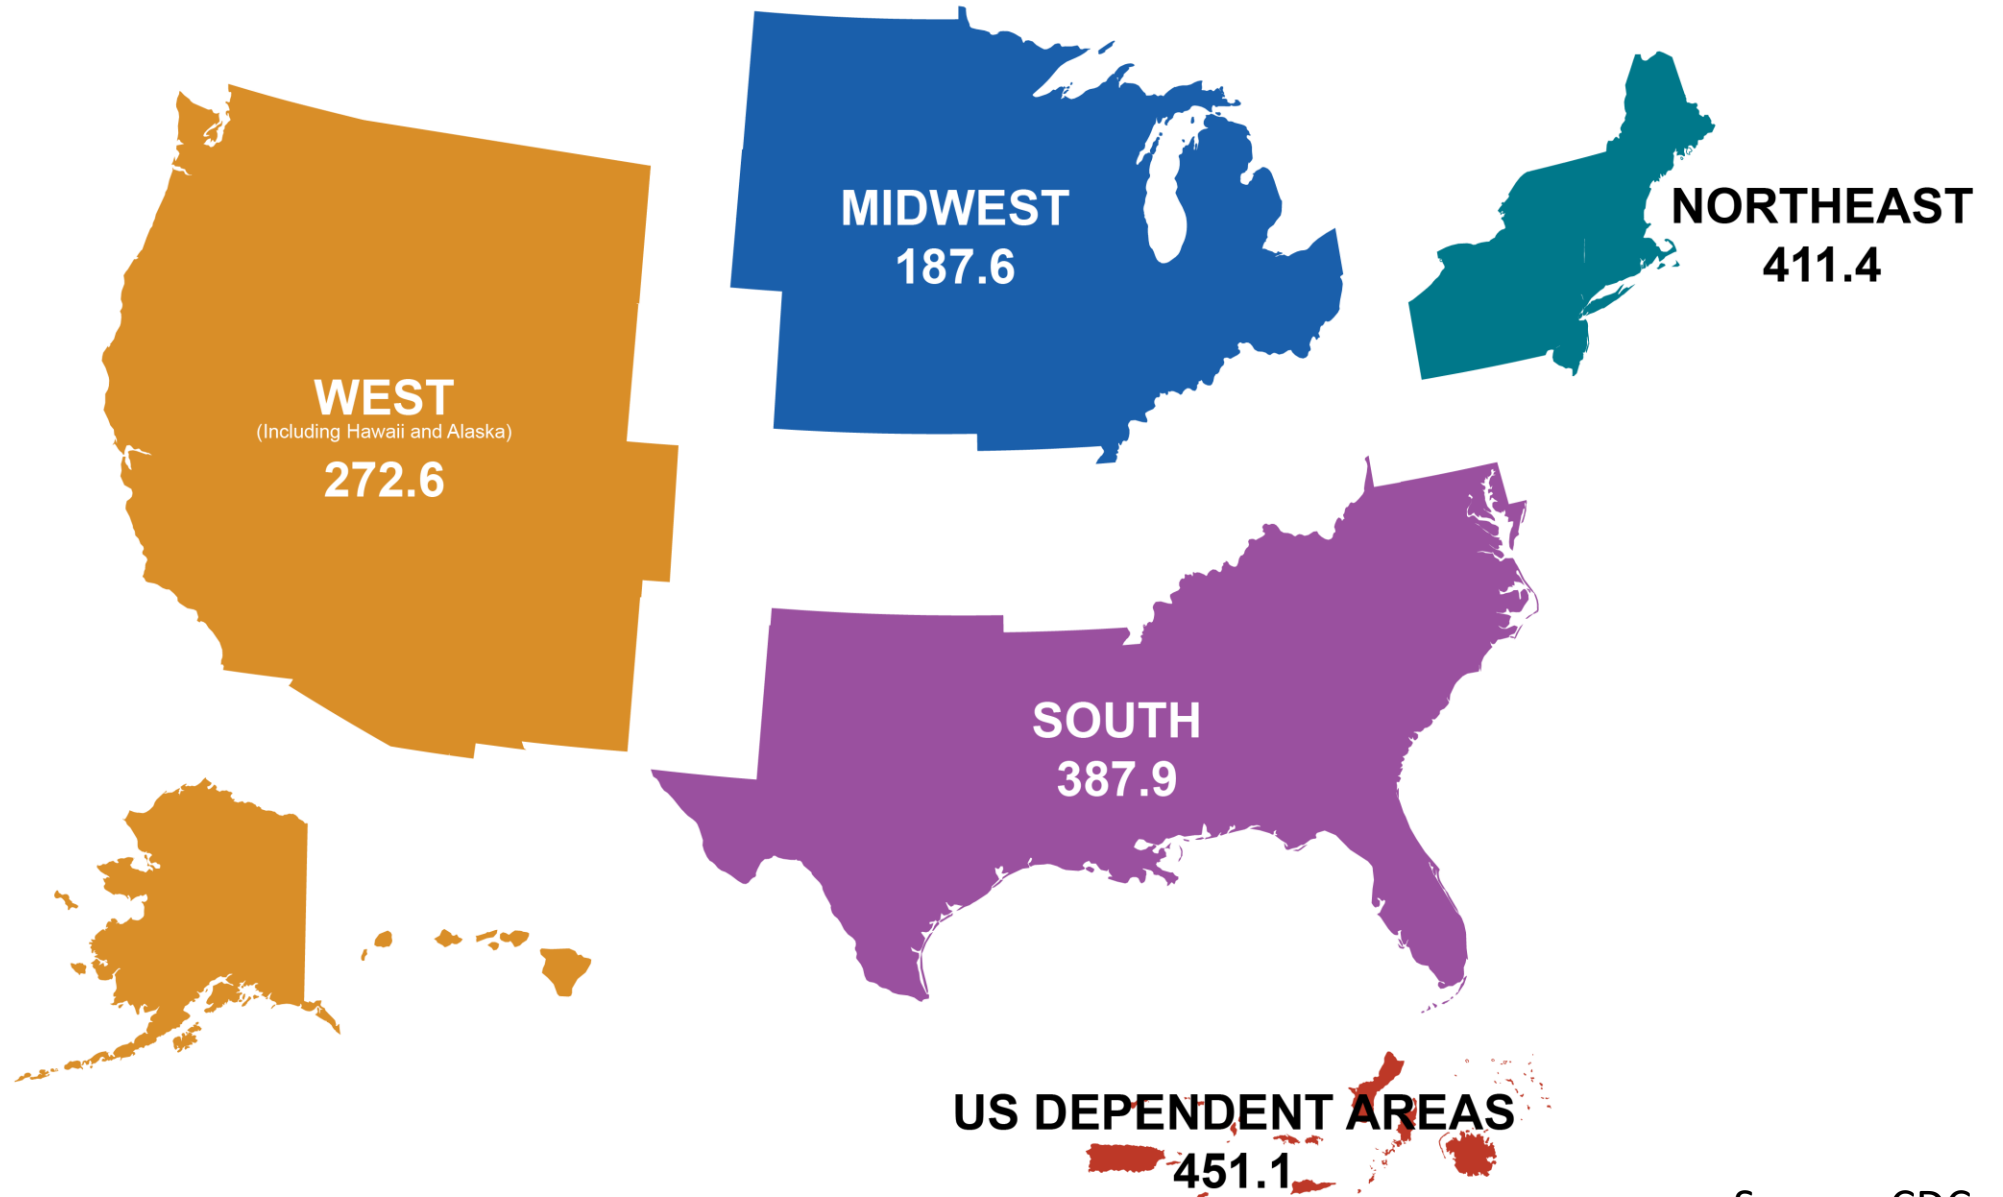 MIDWEST
187.6
NORTHEAST
411.4
WEST
(Including Hawaii and Alaska)
272.6
SOUTH
387.9
US DEPENDENT AREAS
451.1